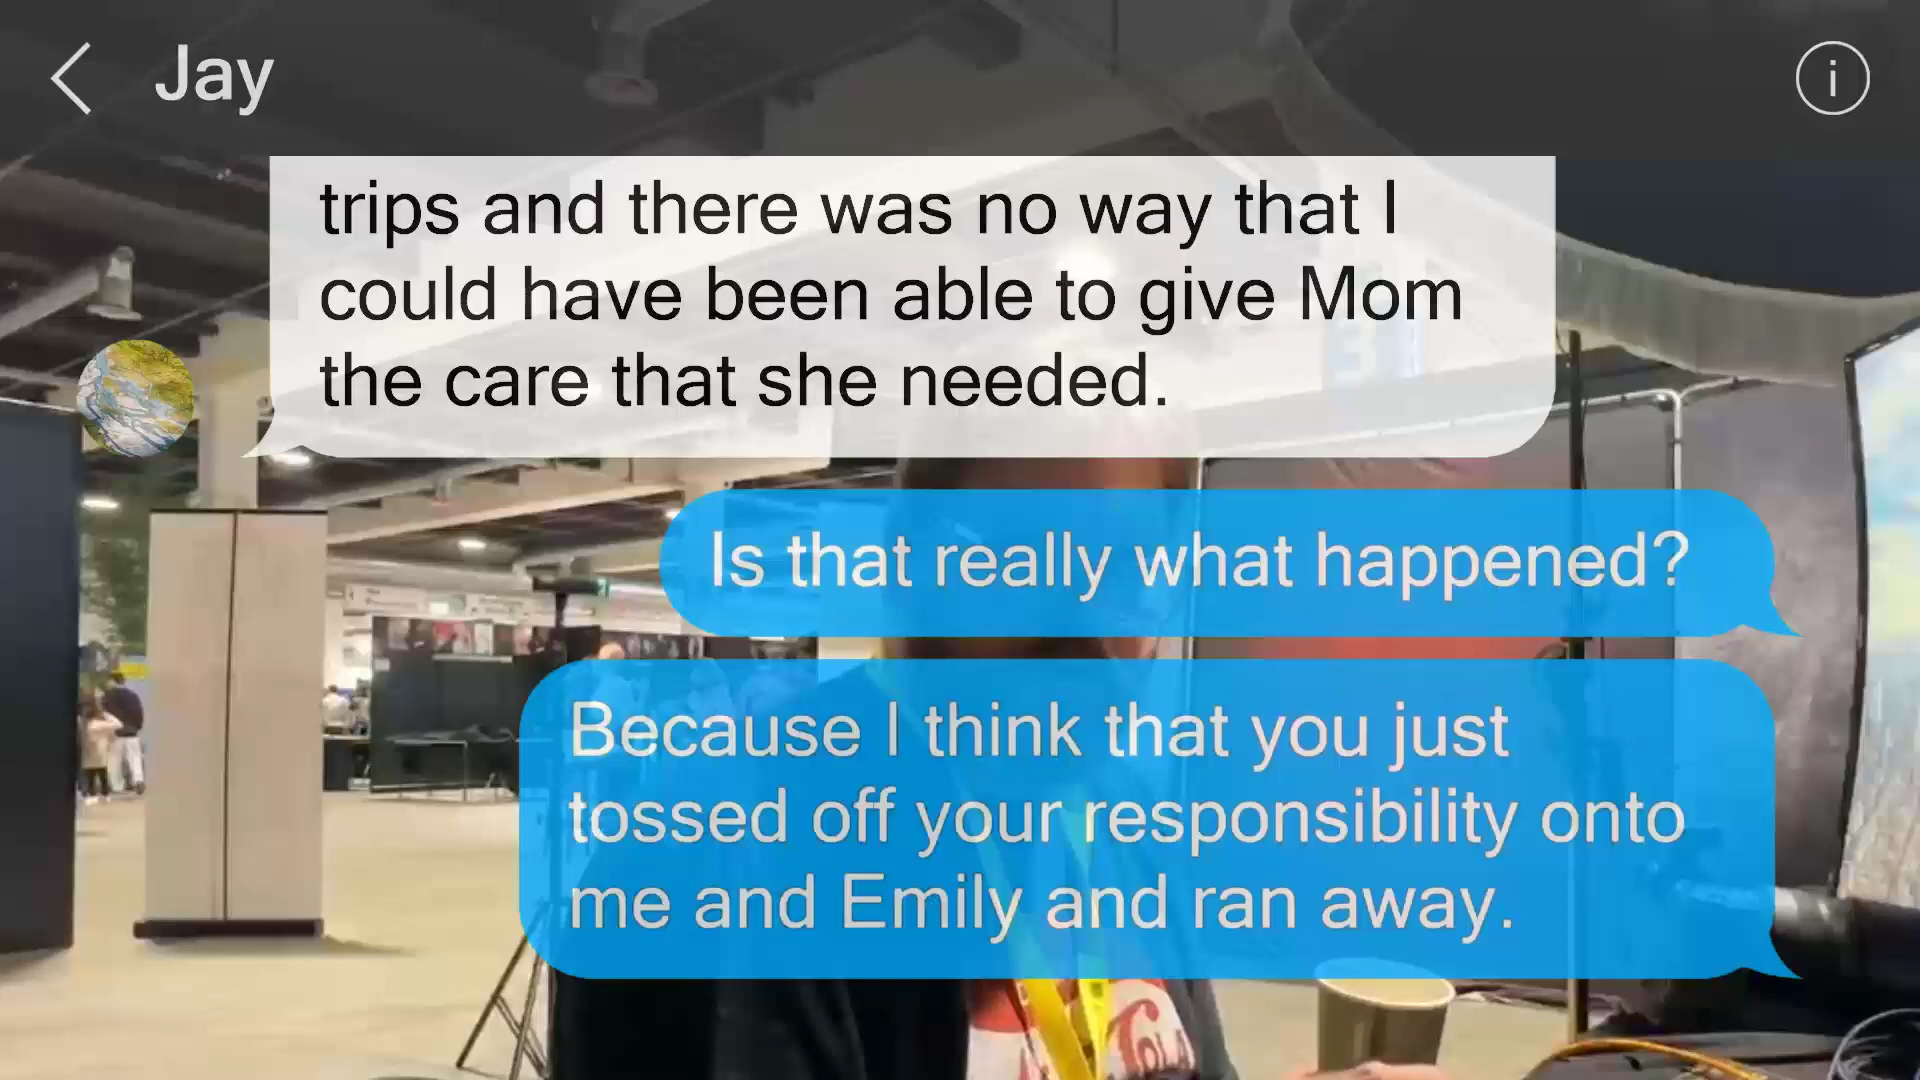 Jay
i
trips and there was no way that I
could have been able to give Mom
the care that she needed.
Is that really what happened?
Because I think that you just
tossed off your responsibility onto
me and Emily and ran away.